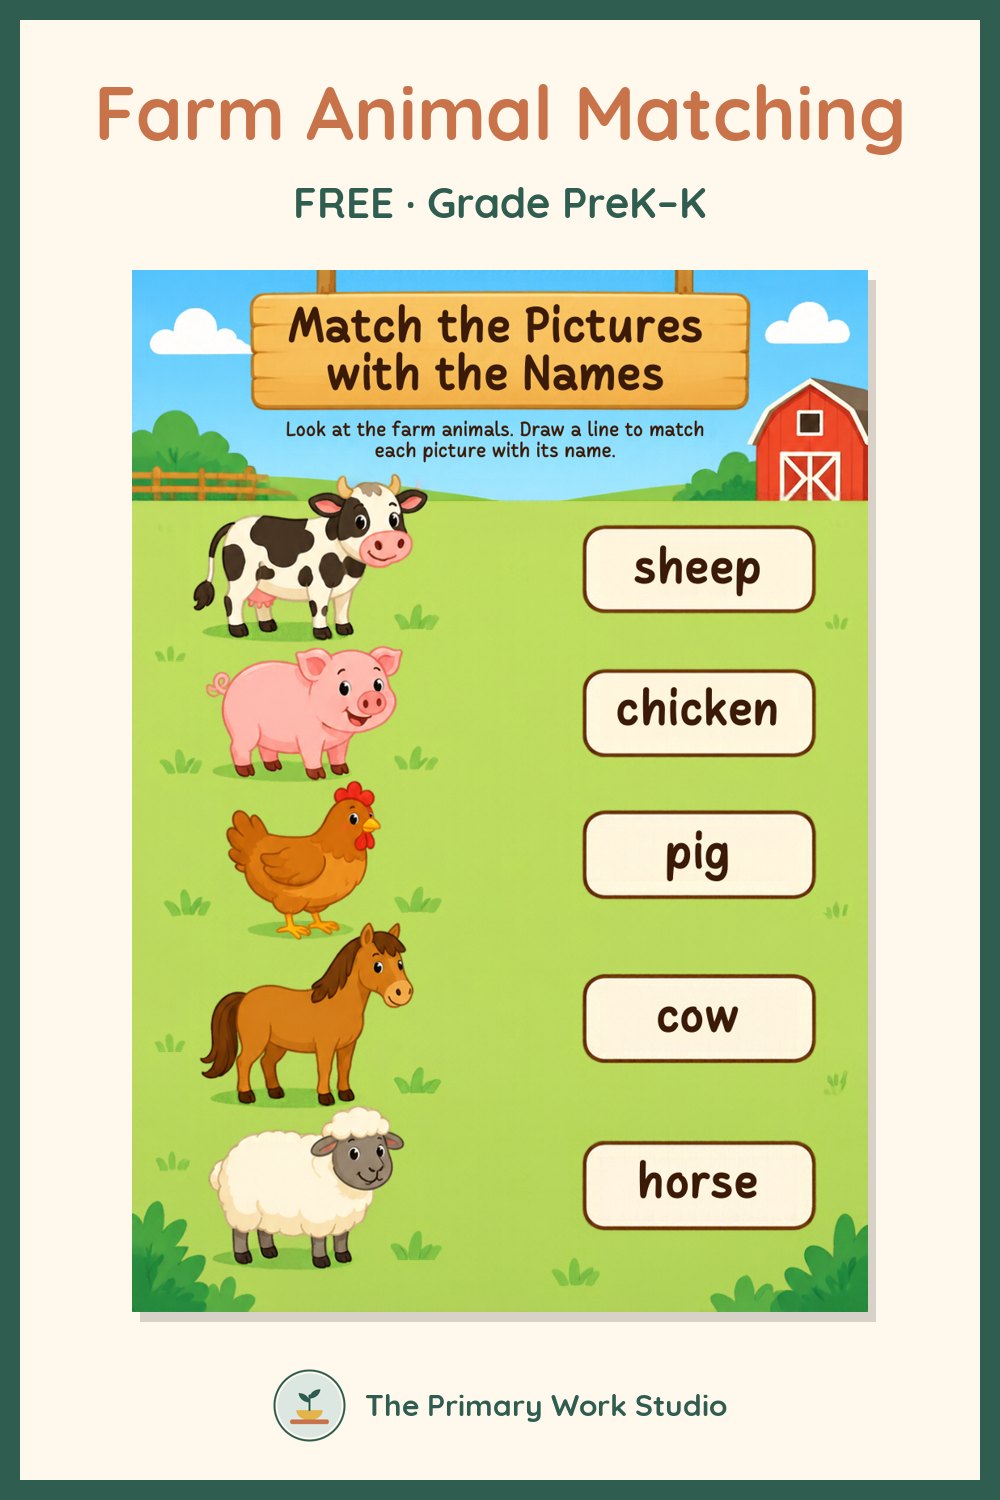 Farm Animal Matching
FREE · Grade PreK–K
Match the Pictures
with the Names
Look at the farm animals. Draw a line to match
each picture with its name.
sheep
chicken
pig
cow
horse
The Primary Work Studio